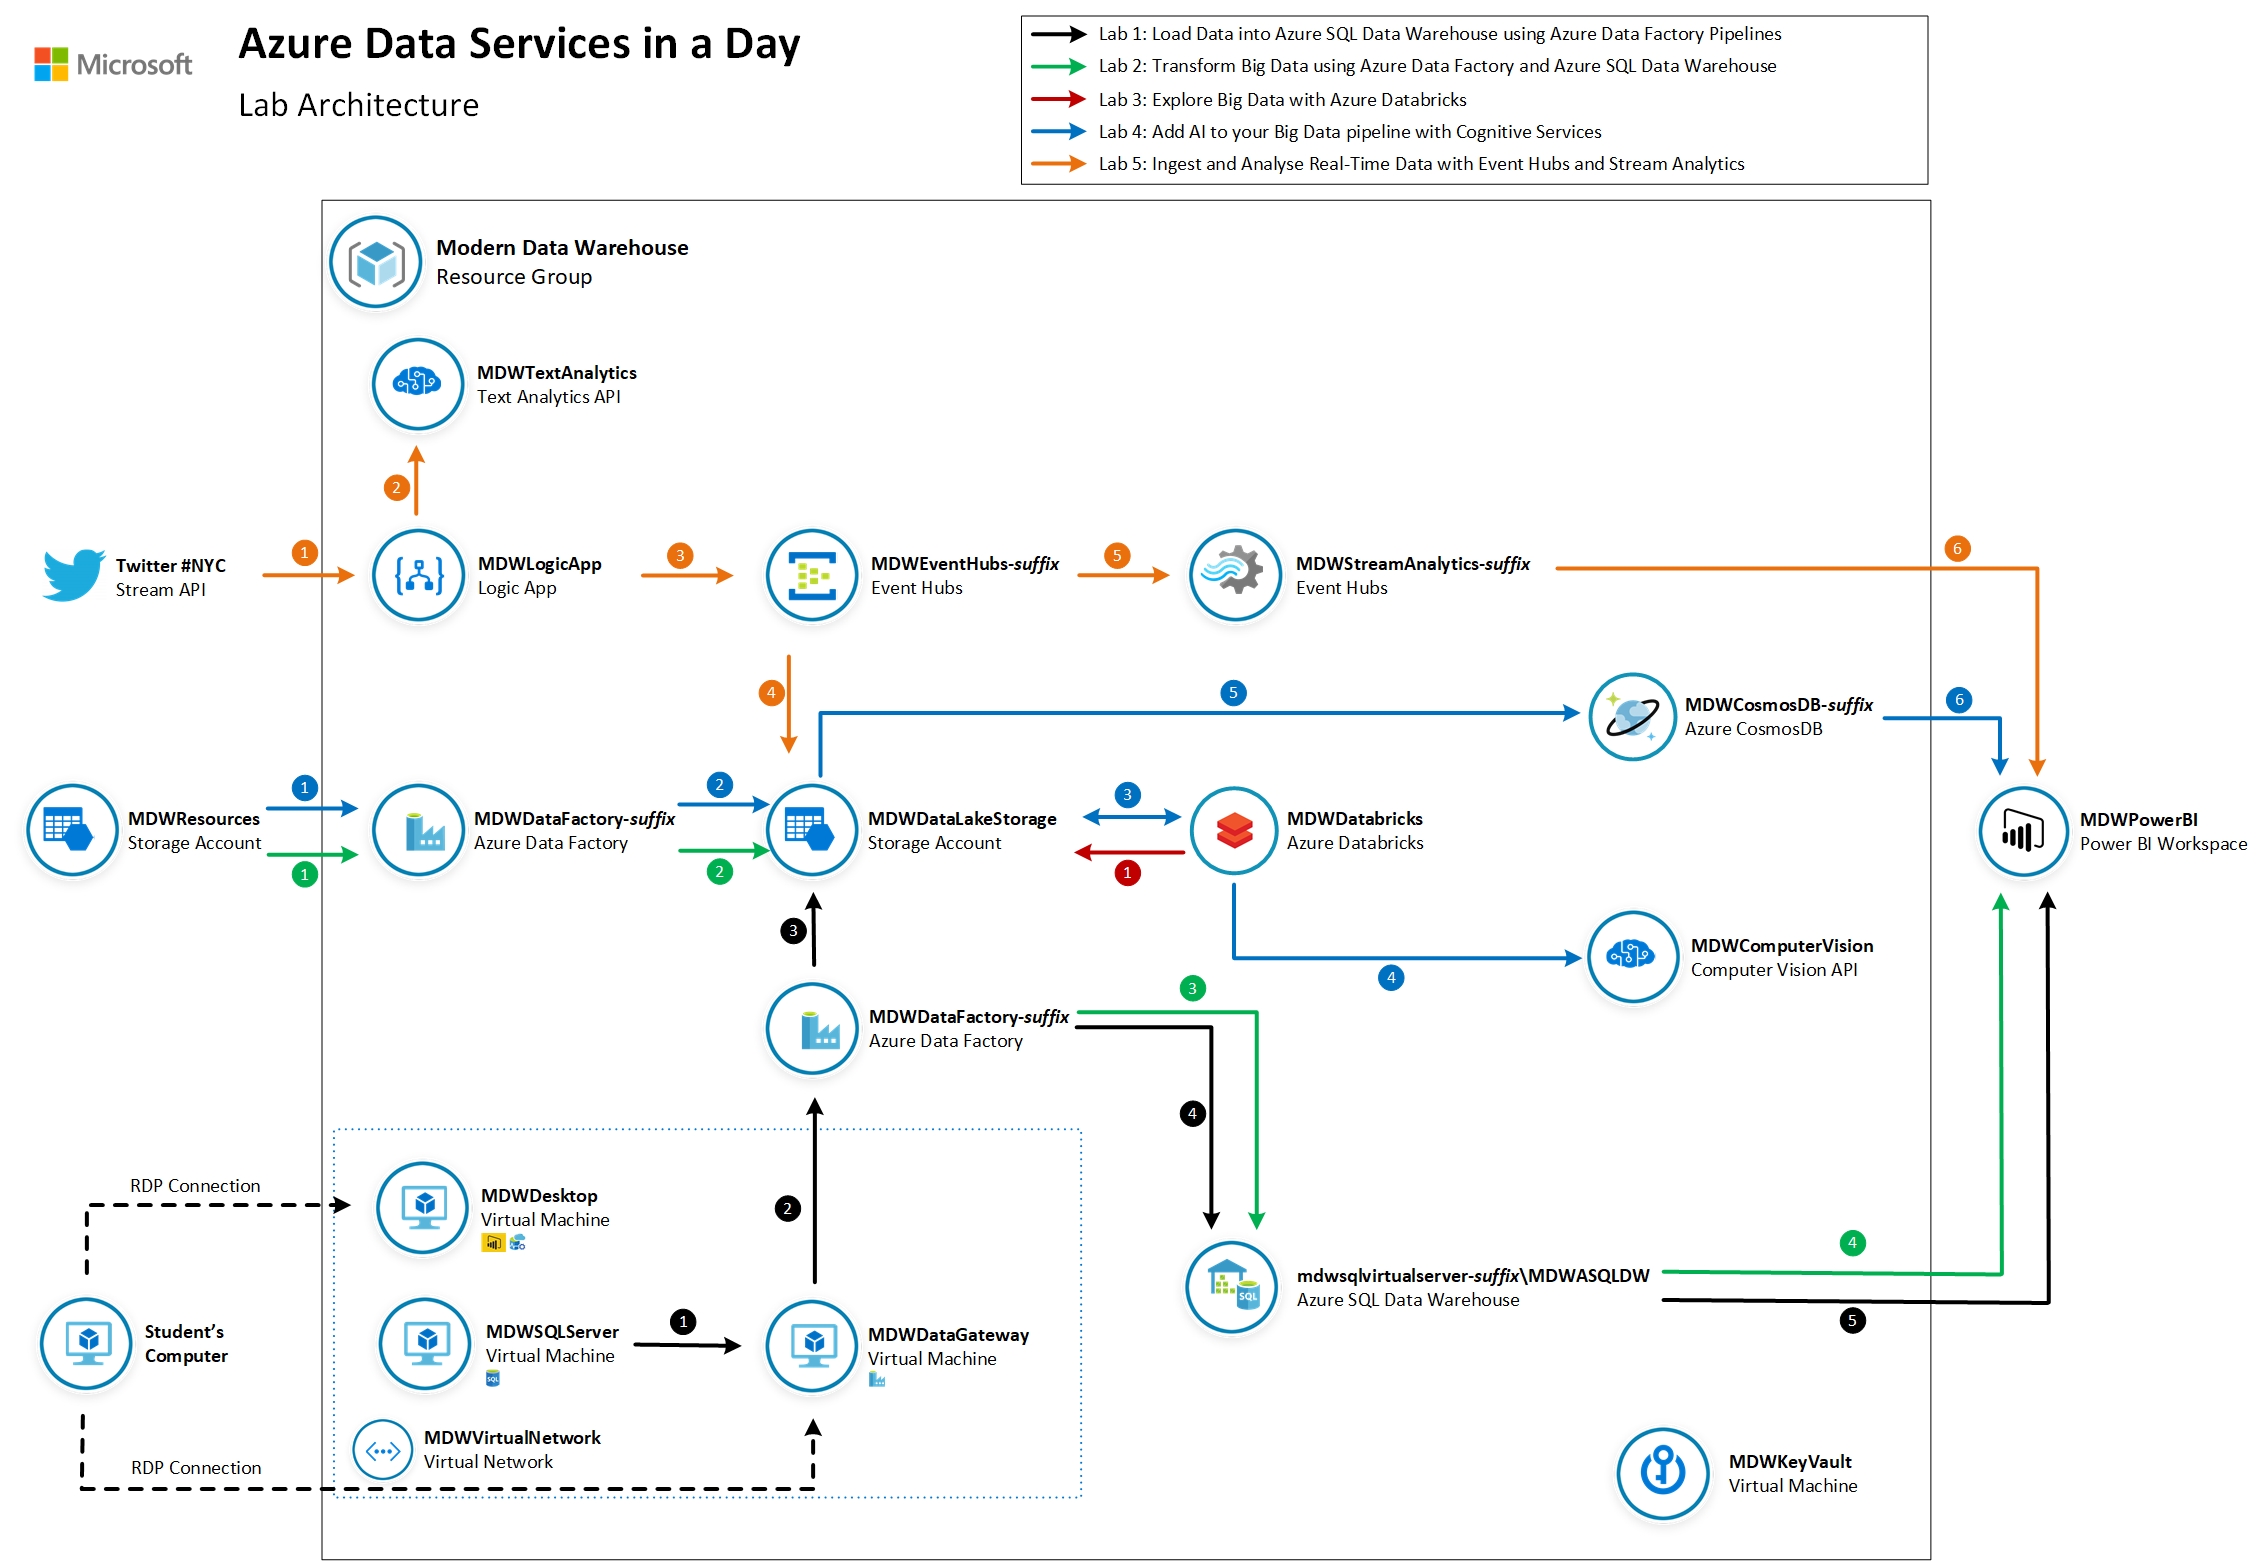 Microsoft
Azure Data Services in a Day
Lab Architecture
Lab 1: Load Data into Azure SQL Data Warehouse using Azure Data Factory Pipelines
Lab 2: Transform Big Data using Azure Data Factory and Azure SQL Data Warehouse
Lab 3: Explore Big Data with Azure Databricks
Lab 4: Add AI to your Big Data pipeline with Cognitive Services
Lab 5: Ingest and Analyse Real-Time Data with Event Hubs and Stream Analytics
Modern Data Warehouse
Resource Group
MDWTextAnalytics
Text Analytics API
2
Twitter #NYC
Stream API
1
MDWLogicApp
Logic App
3
MDWEventHubs-suffix
Event Hubs
5
MDWStreamAnalytics-suffix
Event Hubs
6
4
5
MDWCosmosDB-suffix
Azure CosmosDB
6
MDWResources
Storage Account
1
1
MDWDataFactory-suffix
Azure Data Factory
2
2
MDWDataLakeStorage
Storage Account
3
1
MDWDatabricks
Azure Databricks
MDWPowerBI
Power BI Workspace
3
4
MDWComputerVision
Computer Vision API
MDWDataFactory-suffix
Azure Data Factory
3
4
2
RDP Connection
MDWDesktop
Virtual Machine
Student's
Computer
MDWSQLServer
Virtual Machine
SQL
1
MDWDataGateway
Virtual Machine
SQL
mdwsqlvirtualserver-suffix\MDWASQLDW
Azure SQL Data Warehouse
4
5
MDWVirtualNetwork
Virtual Network
RDP Connection
MDWKeyVault
Virtual Machine